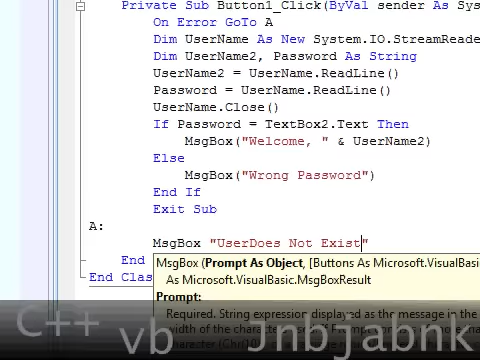 Private Sub Button1_Click(ByVal sender As Sys
On Error GoTo A
Dim UserName As New System.IO.StreamReade
Dim UserName2, Password As String
UserName2 = UserName.ReadLine()
Password = UserName.ReadLine()
UserName.Close()
If Password = TextBox2.Text Then
MsgBox("Welcome, " & UserName2)
Else
MsgBox("Wrong Password")
End If
Exit Sub
A:
MsgBox "UserDoes Not Exist"
End
MsgBox (Prompt As Object, [Buttons As Microsoft.VisualBasic
As Microsoft.VisualBasic.MsgBoxResult
End Clas
Prompt:
Required. String expression displayed as the message in the
width of the characters used. If Prompt
character (Chr(10)
C++ vb Jnbjabnk